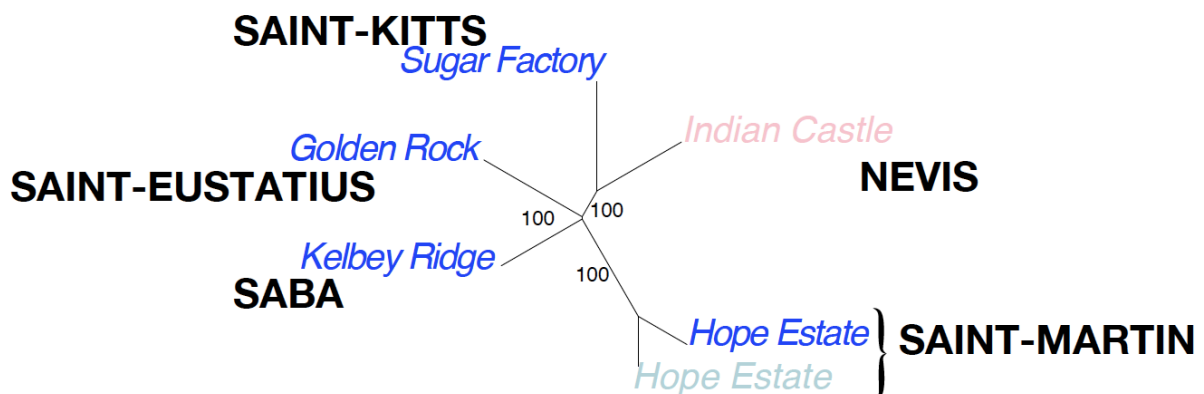 SAINT-KITTS
Sugar Factory
Indian Castle
Golden Rock
NEVIS
SAINT-EUSTATIUS
100
100
Kelbey Ridge
100
SABA
Hope Estate
SAINT-MARTIN
Hope Estate